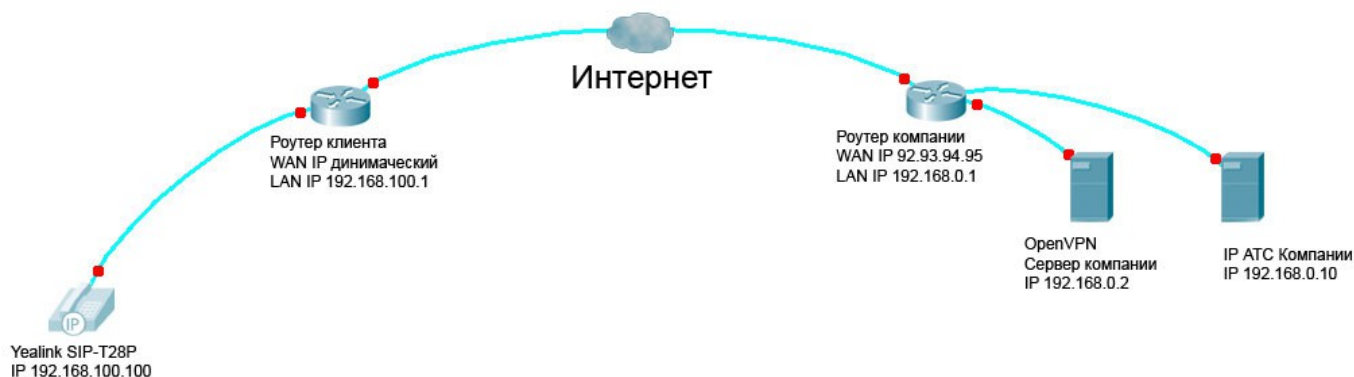 Интернет
Роутер клиента
WAN IP динимаческий
LAN IP 192.168.100.1
Роутер компании
WAN IP 92.93.94.95
LAN IP 192.168.0.1
OpenVPN
Сервер компании
IP 192.168.0.2
IP АТС Компании
IP 192.168.0.10
IP
Yealink SIP-T28P
IP 192.168.100.100